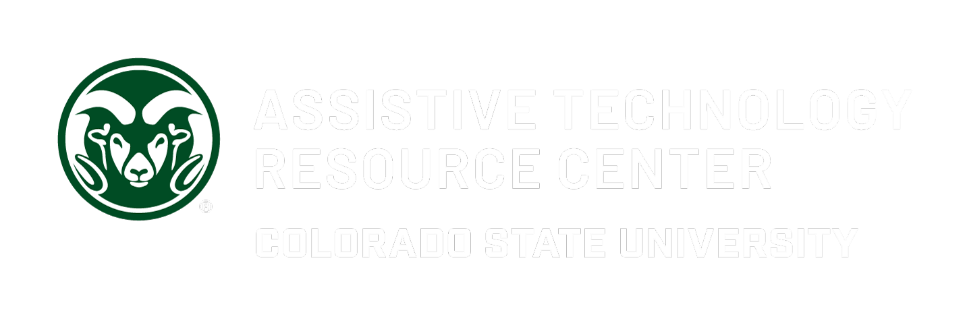 ASSISTIVE TECHNOLOGY
RESOURCE CENTER
COLORADO STATE UNIVERSITY
®